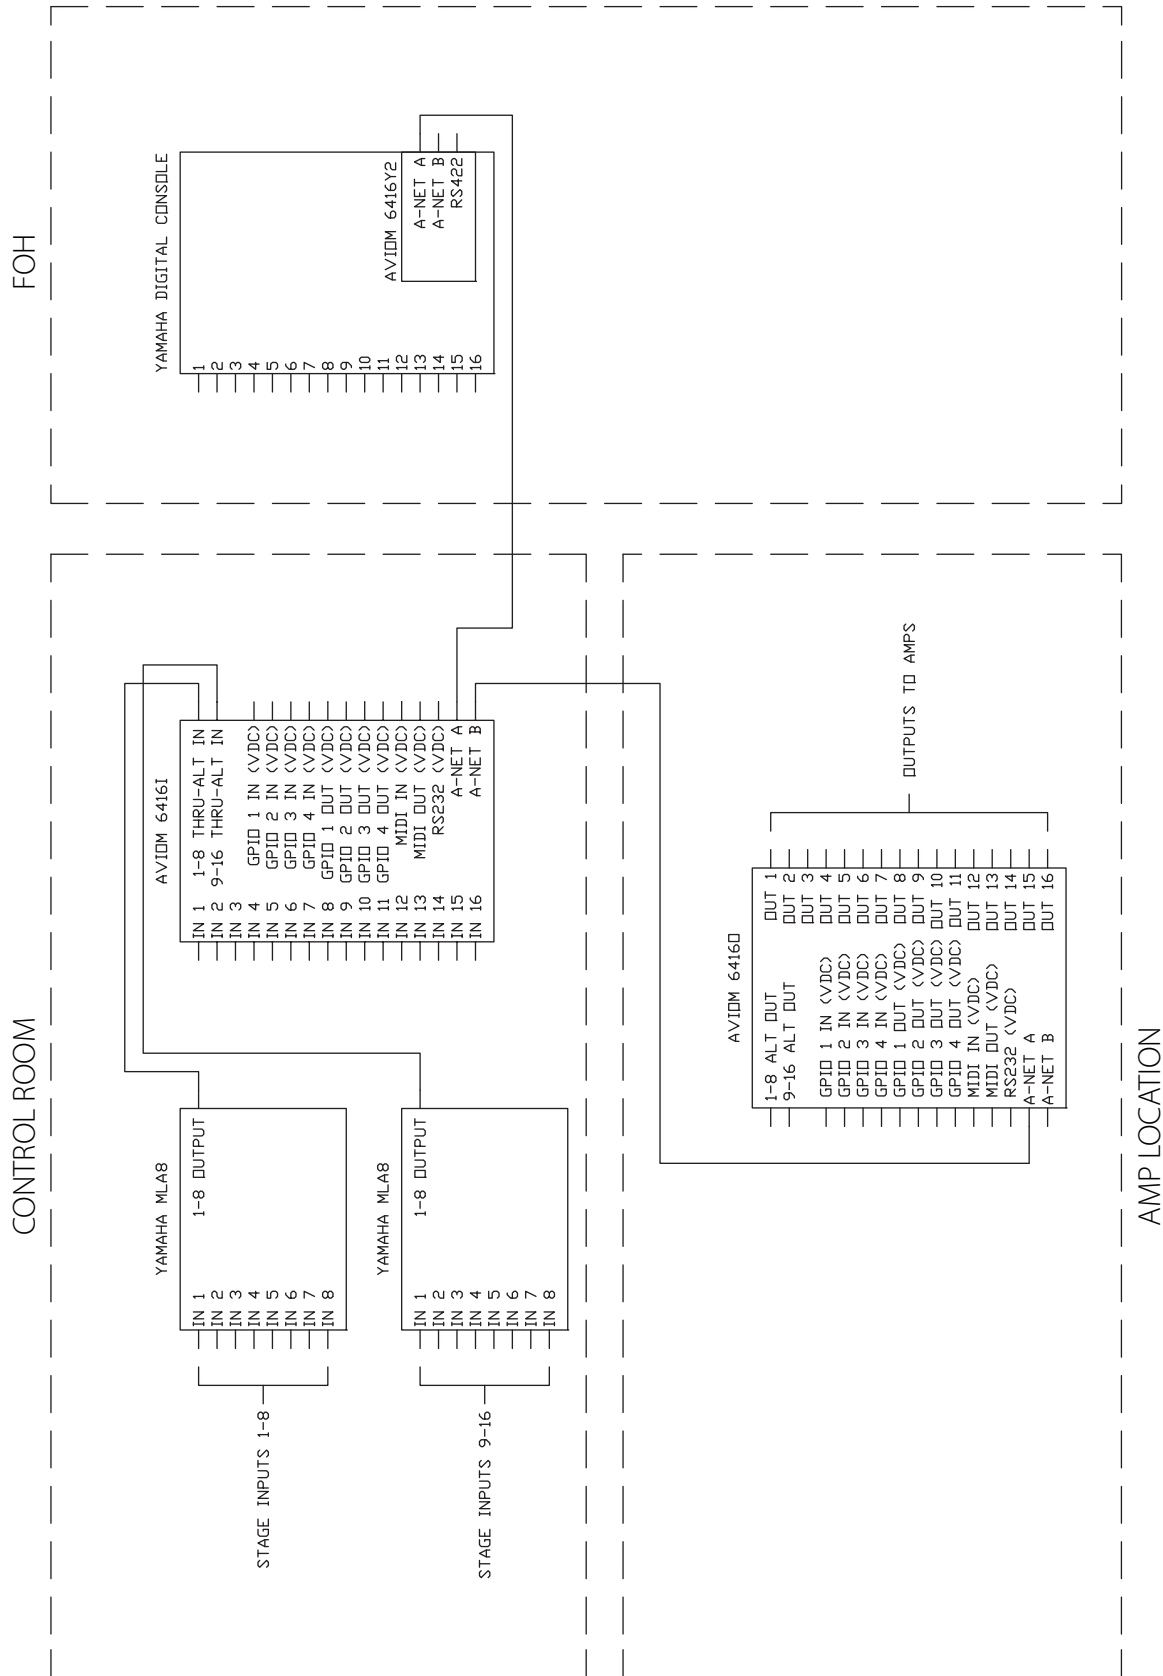 CONTROL ROOM
FOH
YAMAHA MLA8
IN 1
IN 2
IN 3
IN 4
IN 5
IN 6
IN 7
IN 8
1-8 OUTPUT
STAGE INPUTS 1-8
YAMAHA MLA8
IN 1
IN 2
IN 3
IN 4
IN 5
IN 6
IN 7
IN 8
1-8 OUTPUT
STAGE INPUTS 9-16
AVIOM 6416I
IN 1 1-8 THRU-ALT IN
IN 2 9-16 THRU-ALT IN
IN 3
IN 4 GPIO 1 IN (VDC)
IN 5 GPIO 2 IN (VDC)
IN 6 GPIO 3 IN (VDC)
IN 7 GPIO 4 IN (VDC)
IN 8 GPIO 1 OUT (VDC)
IN 9 GPIO 2 OUT (VDC)
IN 10 GPIO 3 OUT (VDC)
IN 11 GPIO 4 OUT (VDC)
IN 12 MIDI IN (VDC)
IN 13 MIDI OUT (VDC)
IN 14 RS232 (VDC)
IN 15 A-NET A
IN 16 A-NET B
YAMAHA DIGITAL CONSOLE
1
2
3
4
5
6
7
8
9
10
11
12
13
14
15
16
AVIOM 6416Y2
A-NET A
A-NET B
RS422
AVIOM 6416O
1-8 ALT OUT OUT 1
9-16 ALT OUT OUT 2
OUT 3
GPIO 1 IN (VDC) OUT 4
GPIO 2 IN (VDC) OUT 5
GPIO 3 IN (VDC) OUT 6
GPIO 4 IN (VDC) OUT 7
GPIO 1 OUT (VDC) OUT 8
GPIO 2 OUT (VDC) OUT 9
GPIO 3 OUT (VDC) OUT 10
GPIO 4 OUT (VDC) OUT 11
MIDI IN (VDC) OUT 12
MIDI OUT (VDC) OUT 13
RS232 (VDC) OUT 14
A-NET A OUT 15
A-NET B OUT 16
OUTPUTS TO AMPS
AMP LOCATION